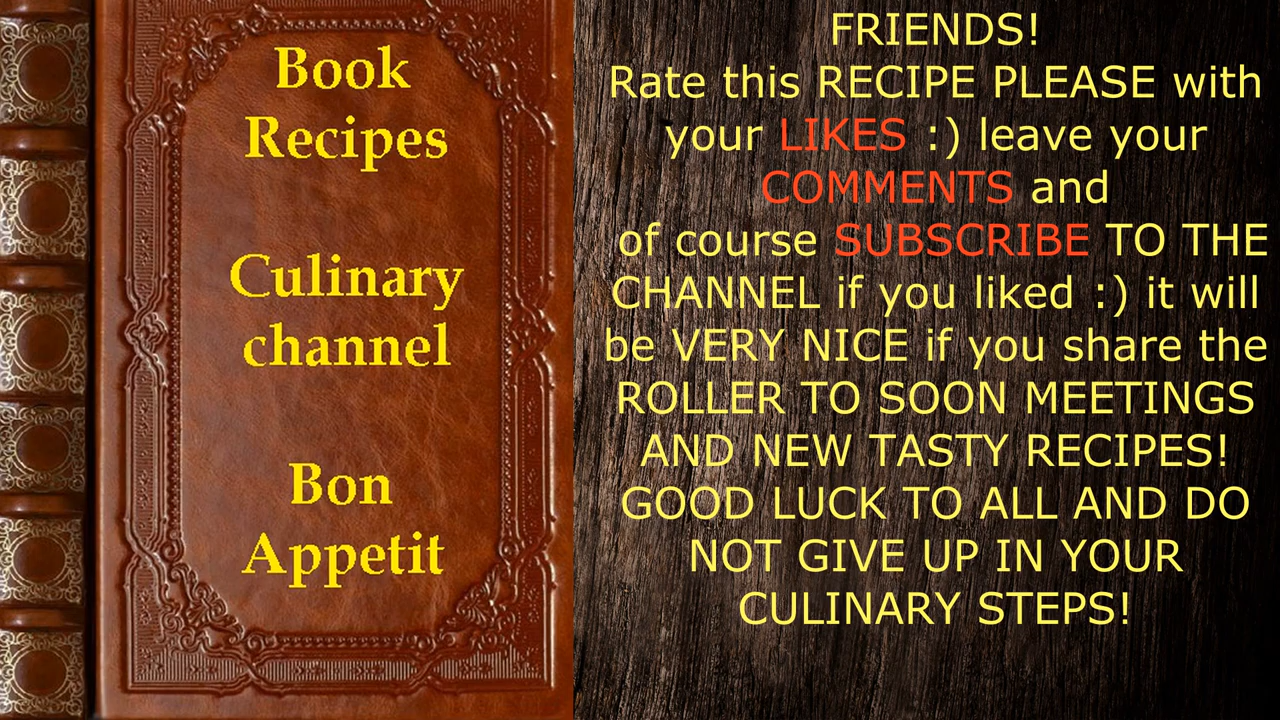 Book
Recipes
Culinary
channel
Bon
Appetit
FRIENDS!
Rate this RECIPE PLEASE with
your LIKES :) leave your
COMMENTS and
of course SUBSCRIBE TO THE
CHANNEL if you liked :) it will
be VERY NICE if you share the
ROLLER TO SOON MEETINGS
AND NEW TASTY RECIPES!
GOOD LUCK TO ALL AND DO
NOT GIVE UP IN YOUR
CULINARY STEPS!